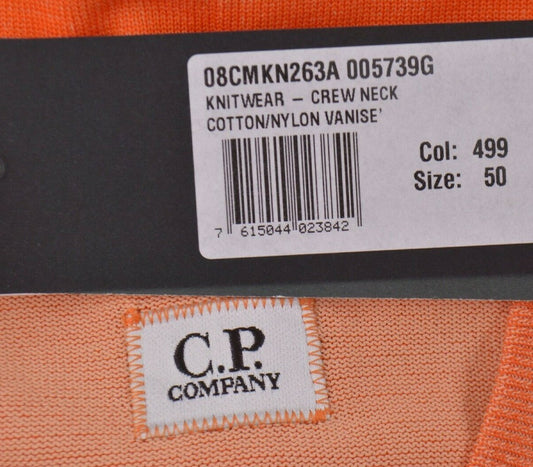 08CMKN263A 005739G
KNITWEAR – CREW NECK
COTTON/NYLON VANISE'
Col: 499
Size: 50
7 615044 023842
C.P.
COMPANY